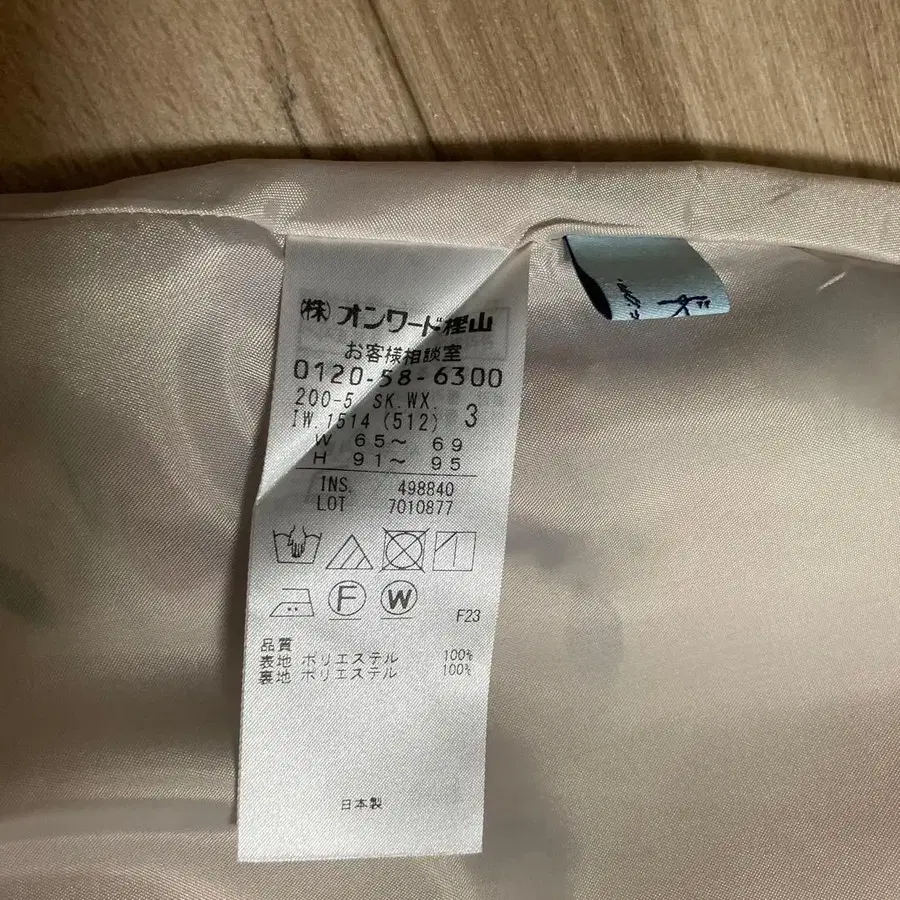 (株)オンワード樫山
お客様相談室
0120-58-6300
200-5 SK.WX.
IW.1514(512) 3
W 65~ 69
H 91~ 95
INS. 498840
LOT 7010877
F
W
F23
品質
表地 ポリエステル 100%
裏地 ポリエステル 100%
日本製